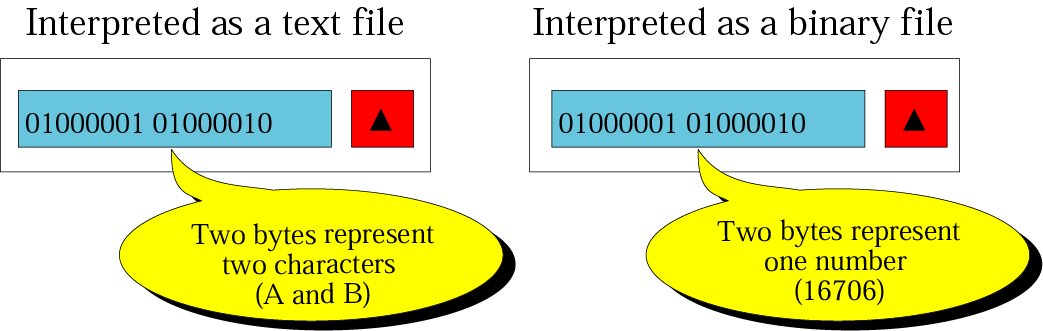 Interpreted as a text file
01000001 01000010
Two bytes represent
two characters
(A and B)
Interpreted as a binary file
01000001 01000010
Two bytes represent
one number
(16706)